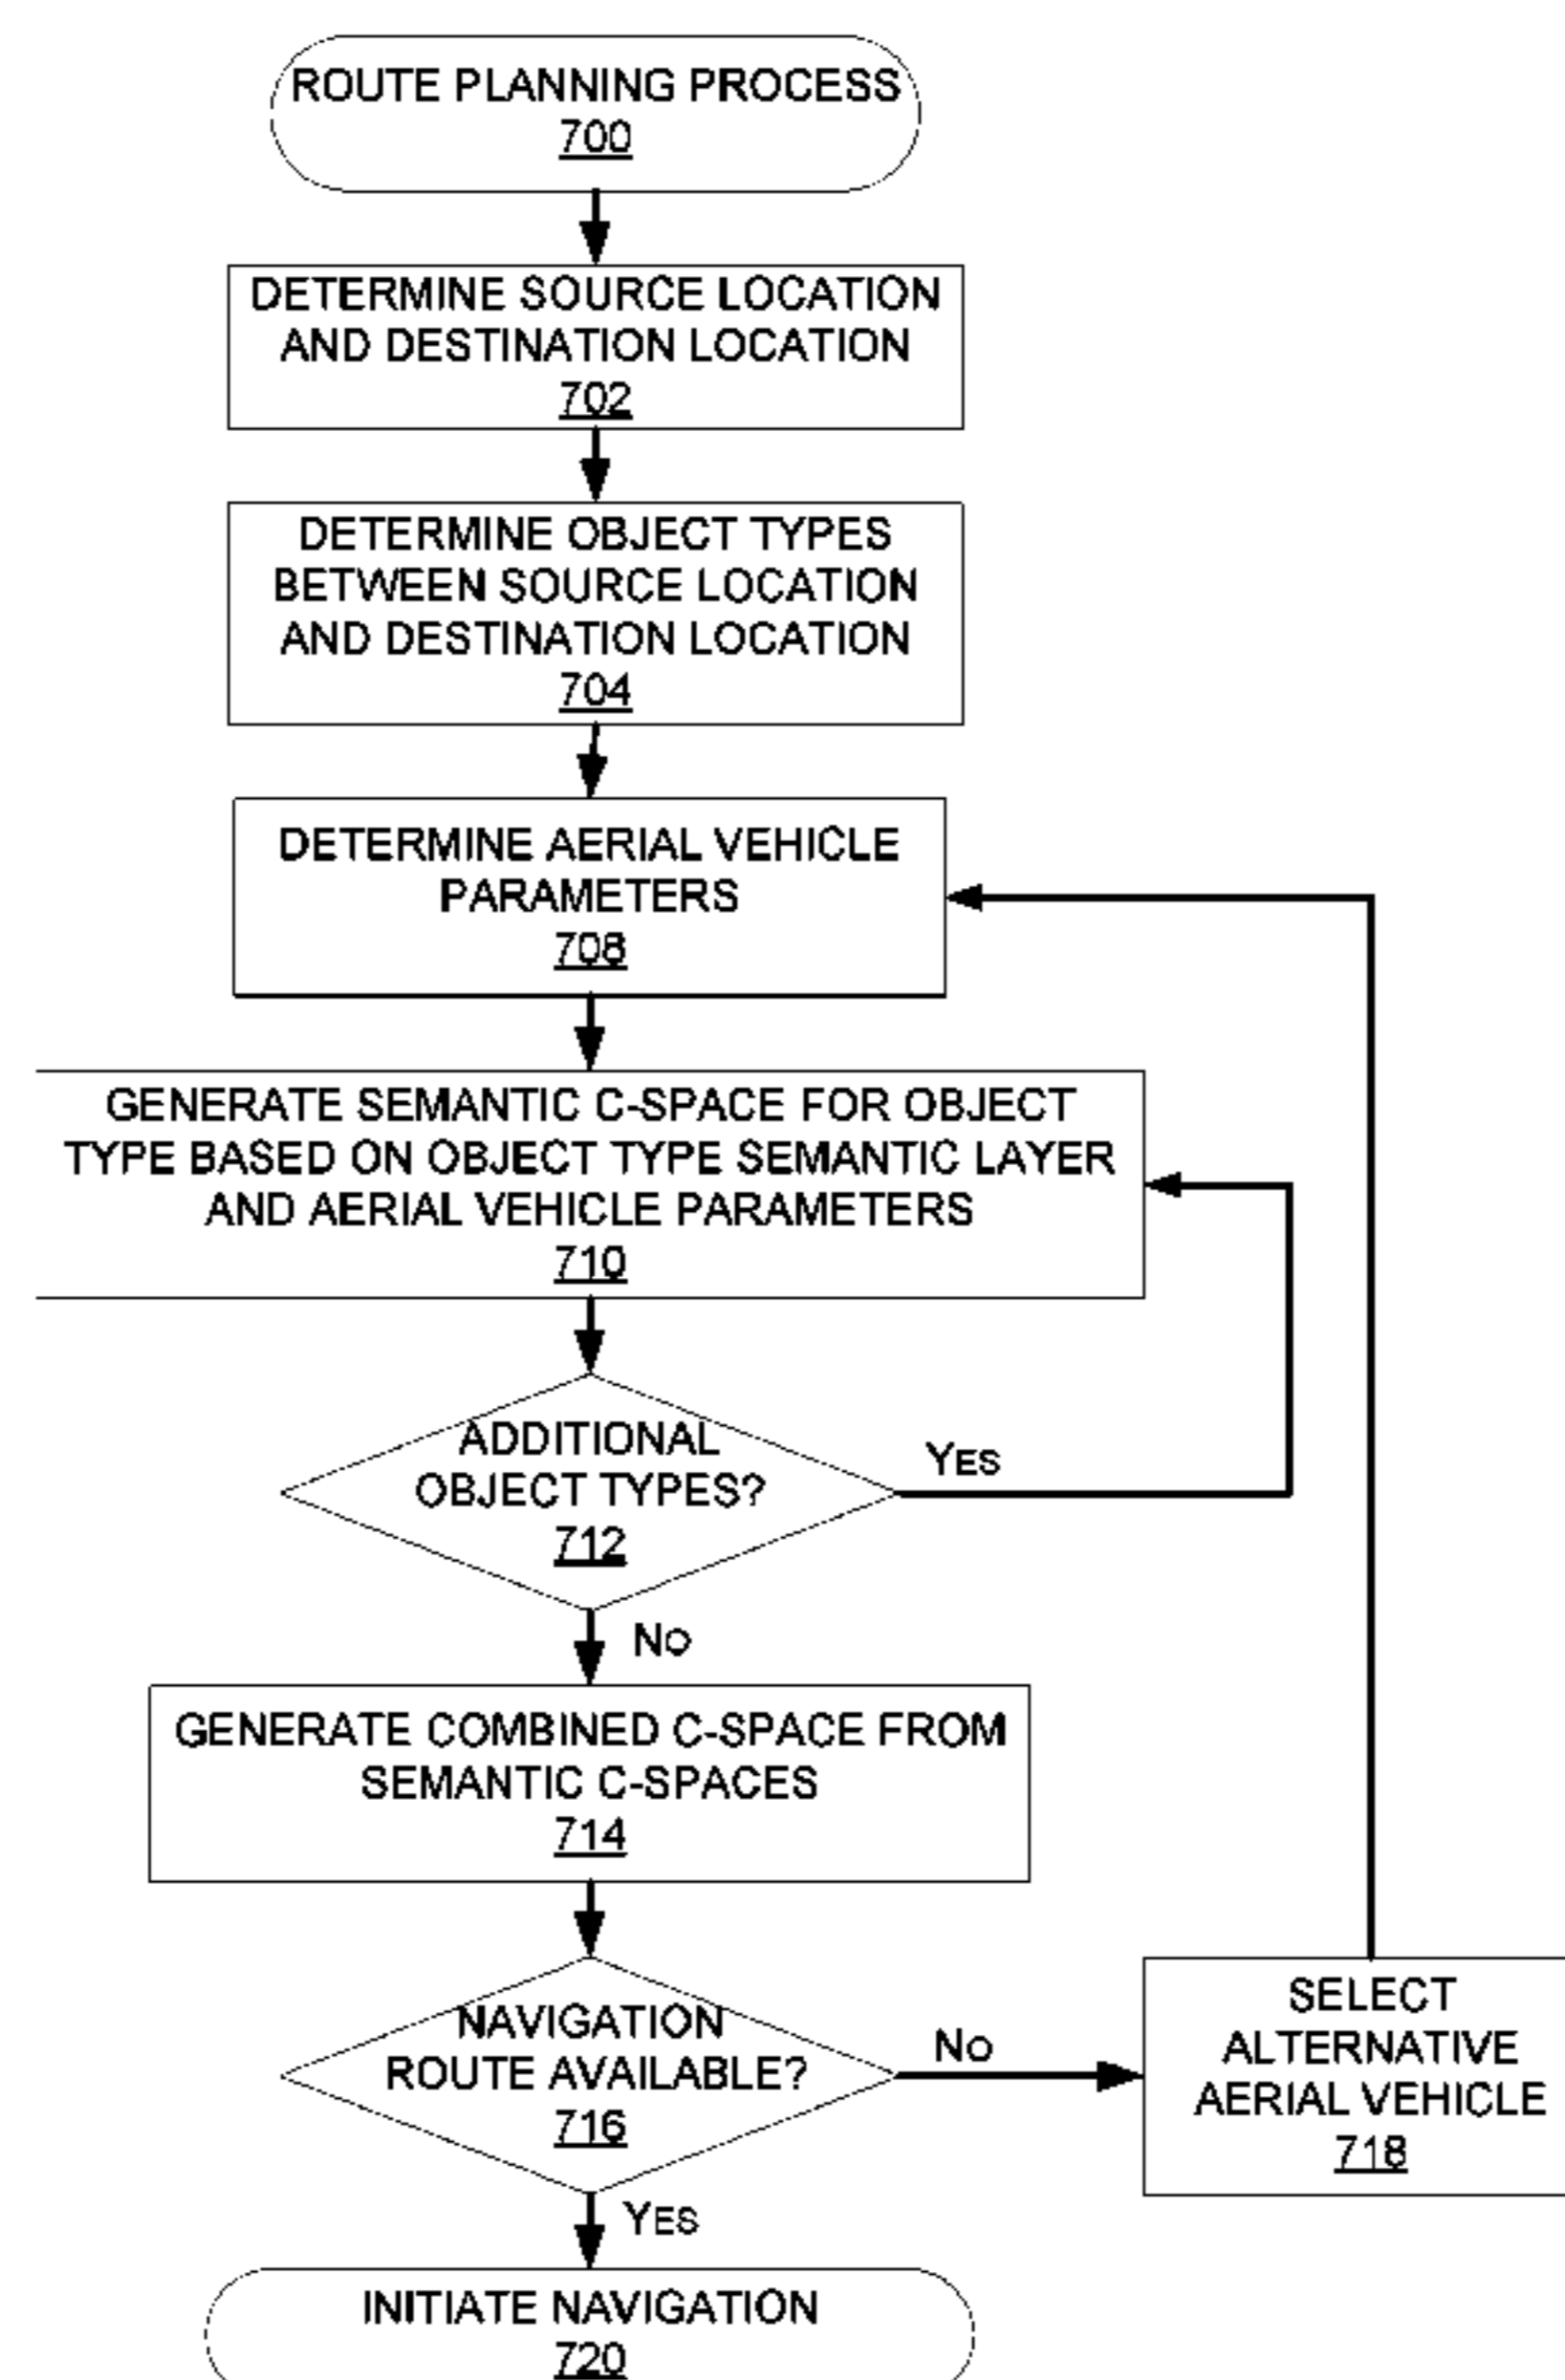 ROUTE PLANNING PROCESS
700
DETERMINE SOURCE LOCATION
AND DESTINATION LOCATION
702
DETERMINE OBJECT TYPES
BETWEEN SOURCE LOCATION
AND DESTINATION LOCATION
704
DETERMINE AERIAL VEHICLE
PARAMETERS
708
GENERATE SEMANTIC C-SPACE FOR OBJECT
TYPE BASED ON OBJECT TYPE SEMANTIC LAYER
AND AERIAL VEHICLE PARAMETERS
710
ADDITIONAL
OBJECT TYPES?
712
YES
NO
GENERATE COMBINED C-SPACE FROM
SEMANTIC C-SPACES
714
NAVIGATION
ROUTE AVAILABLE?
716
NO
SELECT
ALTERNATIVE
AERIAL VEHICLE
718
YES
INITIATE NAVIGATION
720